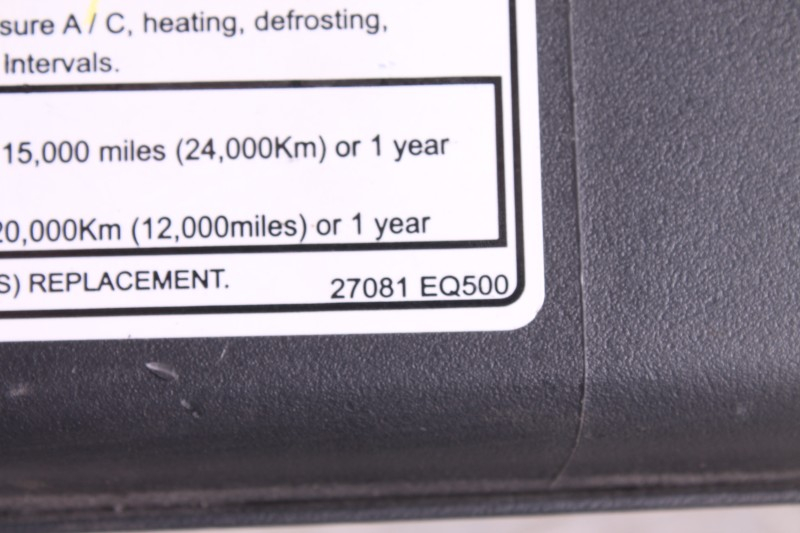 sure A / C, heating, defrosting,
Intervals.
15,000 miles (24,000Km) or 1 year
20,000Km (12,000miles) or 1 year
S) REPLACEMENT.
27081 EQ500